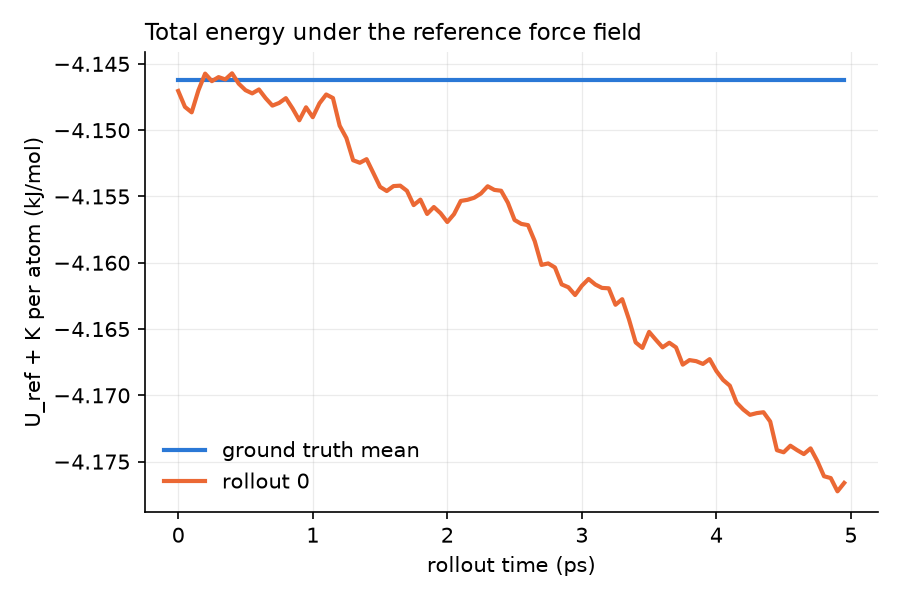 Total energy under the reference force field
U_ref + K per atom (kJ/mol)
−4.145
−4.150
−4.155
−4.160
−4.165
−4.170
−4.175
ground truth mean
rollout 0
0 1 2 3 4 5
rollout time (ps)